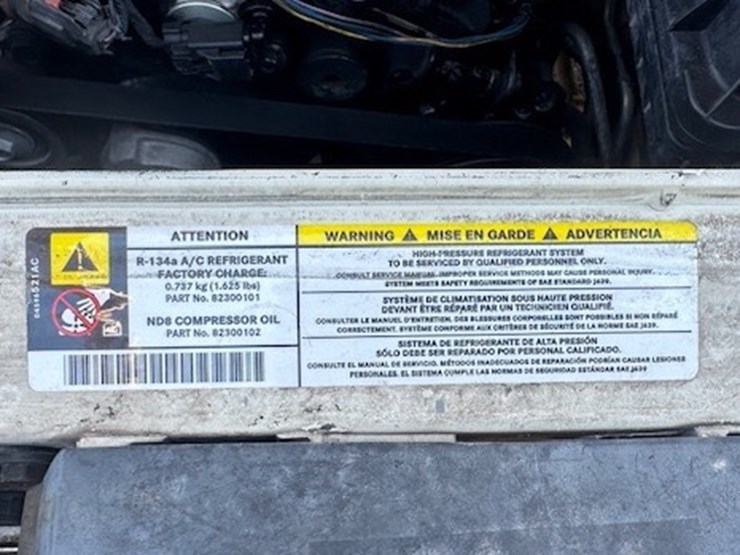 ATTENTION
R-134a A/C REFRIGERANT
FACTORY CHARGE:
0.737 kg (1.625 lbs)
PART No. 82300101
ND8 COMPRESSOR OIL
PART No. 82300102
WARNING MISE EN GARDE ADVERTENCIA
HIGH-PRESSURE REFRIGERANT SYSTEM
TO BE SERVICED BY QUALIFIED PERSONNEL ONLY.
CONSULT SERVICE MANUAL. IMPROPER SERVICE METHODS MAY CAUSE PERSONAL INJURY.
SYSTEM MEETS SAFETY REQUIREMENTS OF SAE STANDARD J639.
SYSTÈME DE CLIMATISATION SOUS HAUTE PRESSION
DEVANT ÊTRE RÉPARÉ PAR UN TECHNICIEN QUALIFIÉ.
CONSULTER LE MANUEL D'ENTRETIEN. DES BLESSURES CORPORELLES SONT POSSIBLES SI NON RÉPARÉ
CORRECTEMENT. SYSTÈME CONFORME AUX CRITÈRES DE SÉCURITÉ DE LA NORME SAE J639.
SISTEMA DE REFRIGERANTE DE ALTA PRESIÓN
SÓLO DEBE SER REPARADO POR PERSONAL CALIFICADO.
CONSULTE EL MANUAL DE SERVICIO. MÉTODOS INADECUADOS DE REPARACIÓN PODRÍAN CAUSAR LESIONES
PERSONALES. EL SISTEMA CUMPLE LAS NORMAS DE SEGURIDAD ESTÁNDAR SAE J639